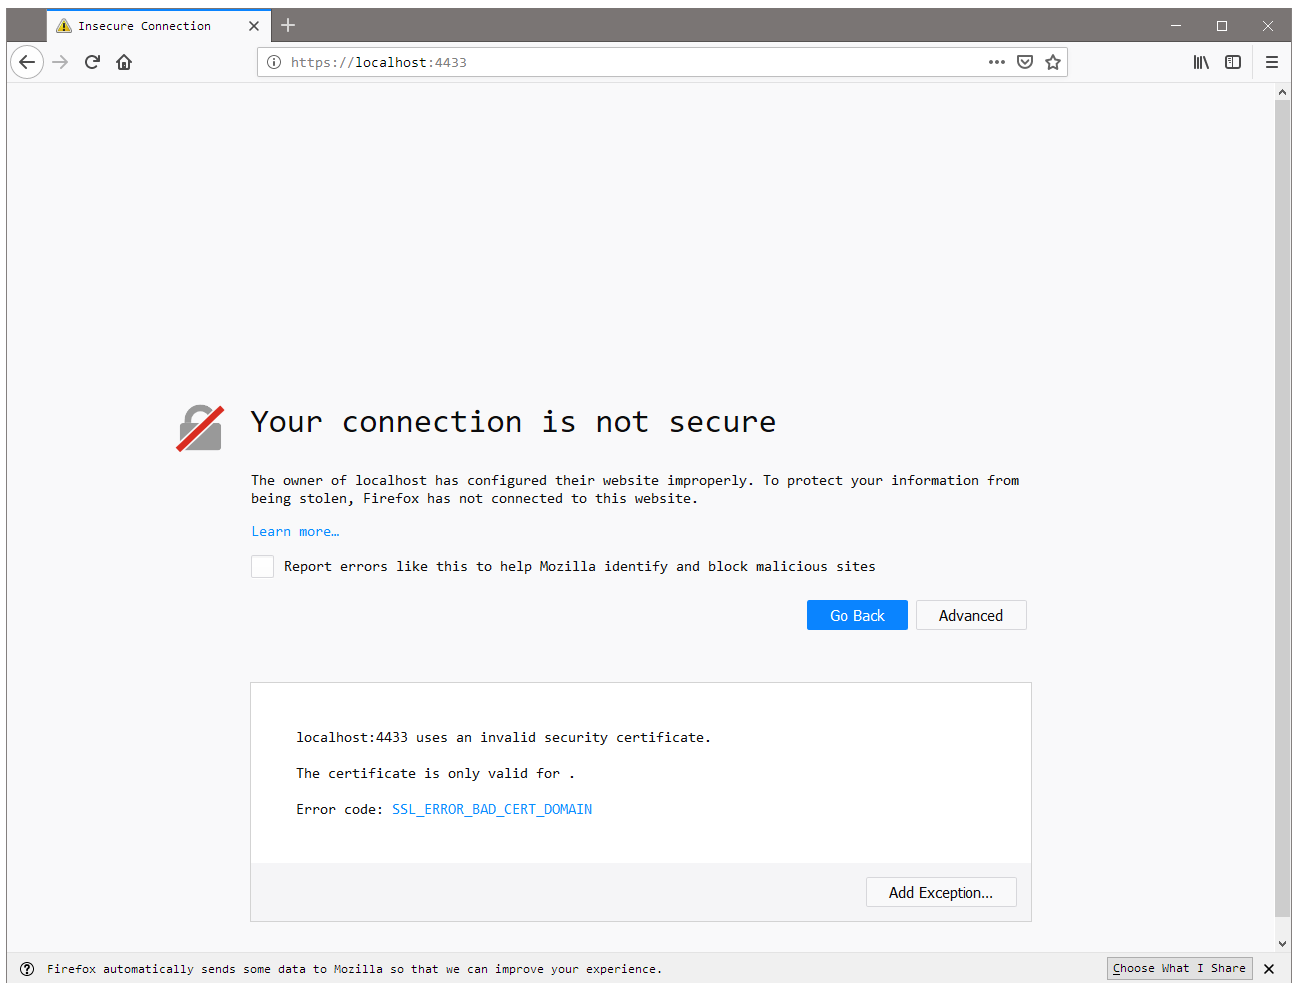 Insecure Connection
https://localhost:4433
Your connection is not secure
The owner of localhost has configured their website improperly. To protect your information from
being stolen, Firefox has not connected to this website.
Learn more…
Report errors like this to help Mozilla identify and block malicious sites
Go Back Advanced
localhost:4433 uses an invalid security certificate.
The certificate is only valid for .
Error code: SSL_ERROR_BAD_CERT_DOMAIN
Add Exception...
Firefox automatically sends some data to Mozilla so that we can improve your experience. Choose What I Share